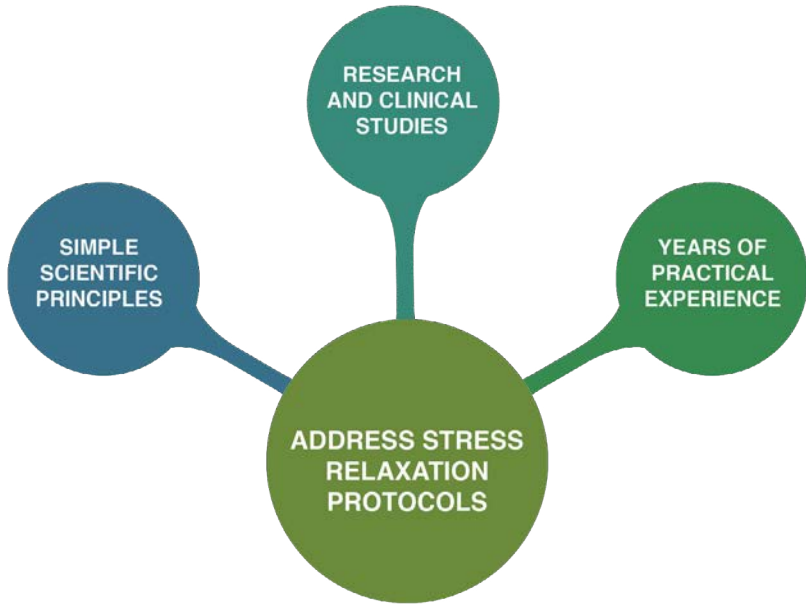 RESEARCH
AND CLINICAL
STUDIES
SIMPLE
SCIENTIFIC
PRINCIPLES
YEARS OF
PRACTICAL
EXPERIENCE
ADDRESS STRESS
RELAXATION
PROTOCOLS